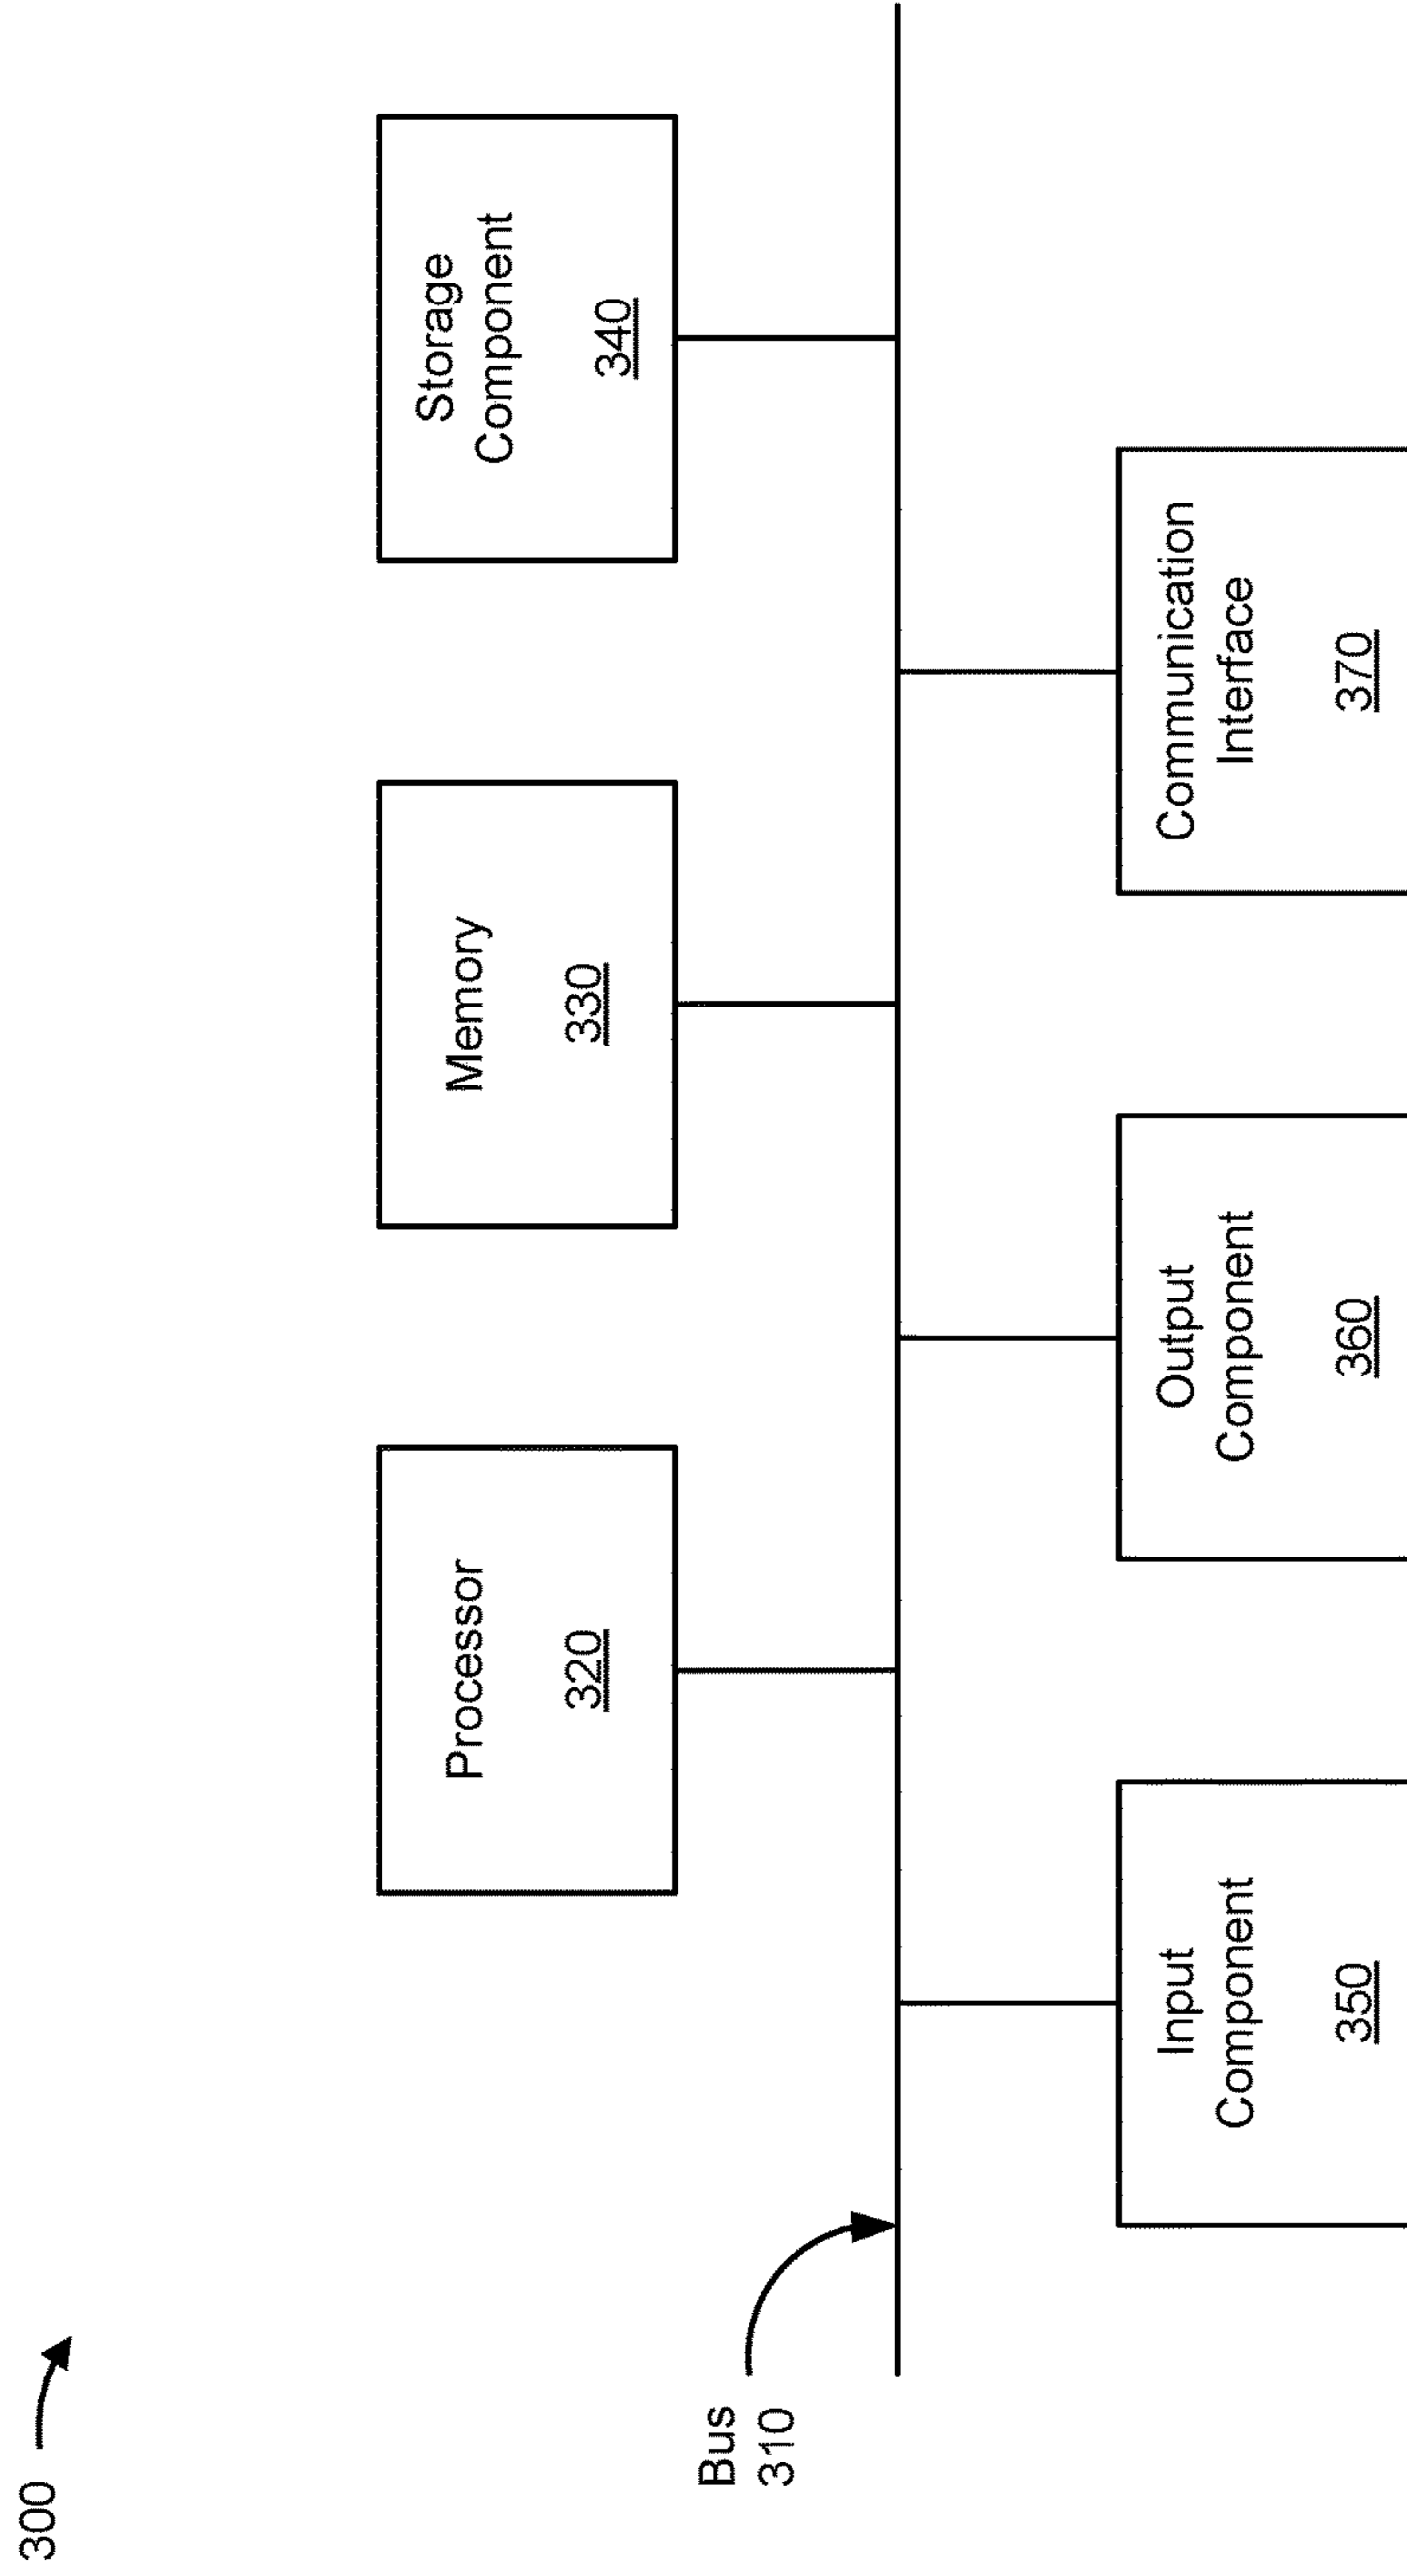 300
Processor
320
Memory
330
Storage
Component
340
Bus
310
Input
Component
350
Output
Component
360
Communication
Interface
370